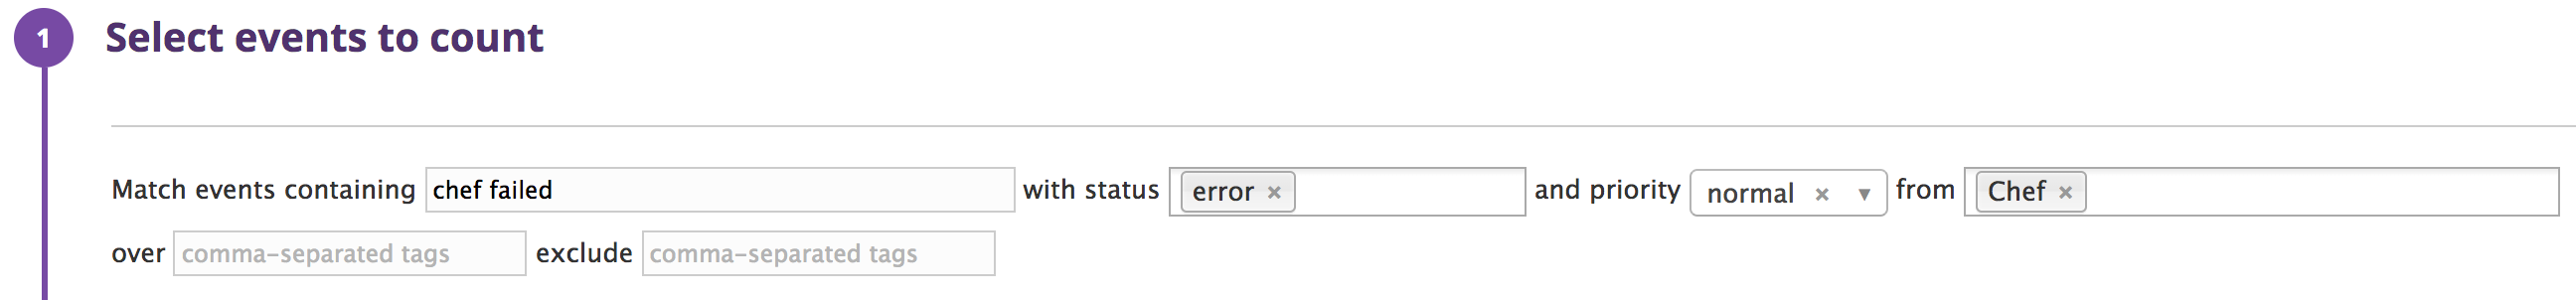 1 Select events to count
Match events containing chef failed with status error × and priority normal × ▼ from Chef ×
over comma-separated tags exclude comma-separated tags